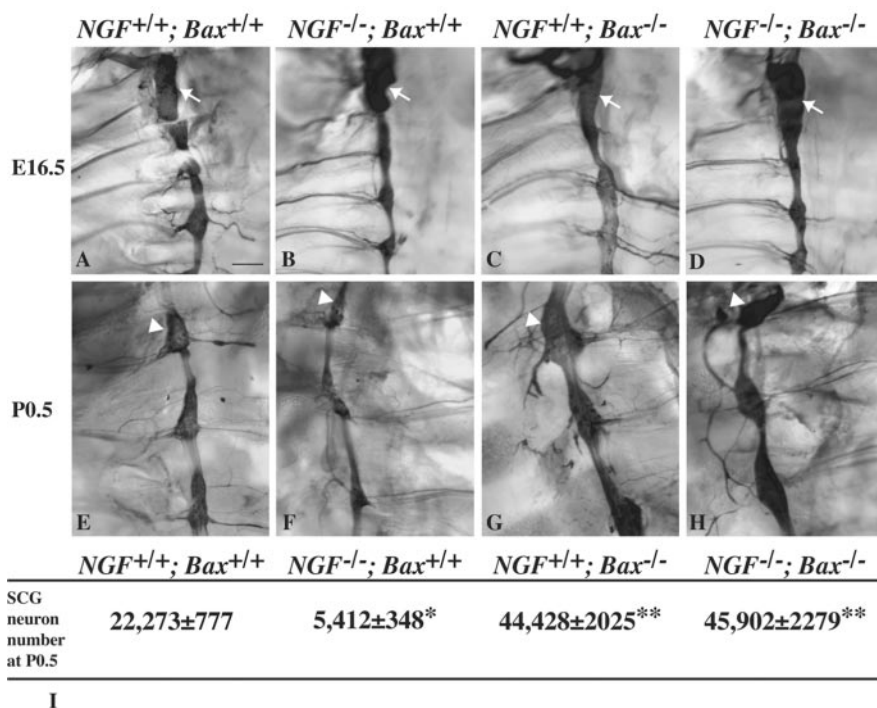 NGF+/+; Bax+/+ NGF-/-; Bax+/+ NGF+/+; Bax-/- NGF-/-; Bax-/-
E16.5
A B C D
P0.5
E F G H
NGF+/+; Bax+/+ NGF-/-; Bax+/+ NGF+/+; Bax-/- NGF-/-; Bax-/-
SCG
neuron
number
at P0.5
22,273±777 5,412±348* 44,428±2025** 45,902±2279**
I